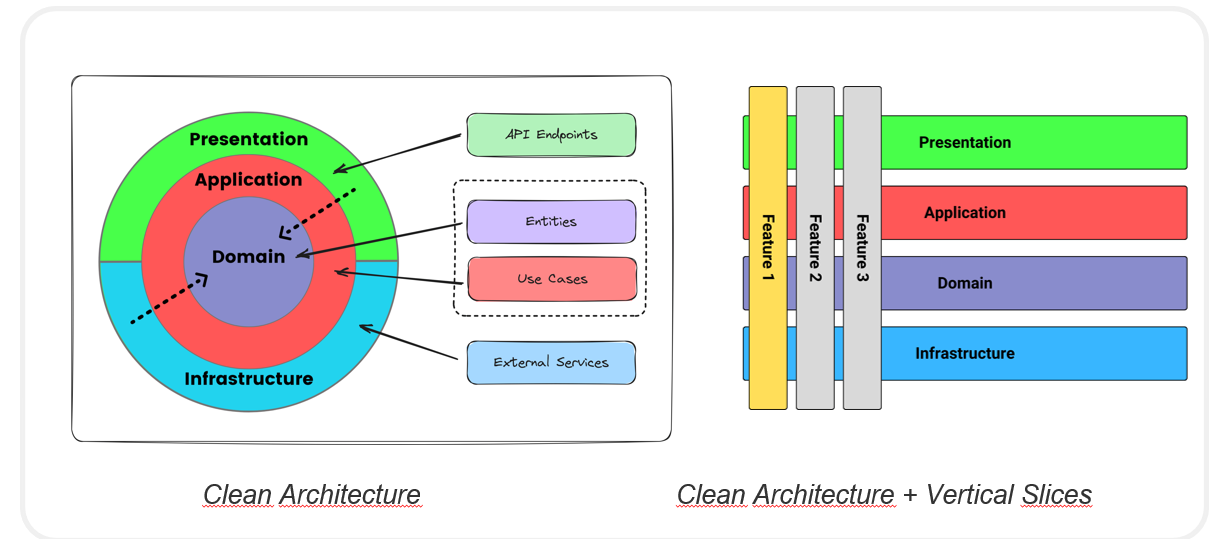 Presentation
Application
Domain
Infrastructure
API Endpoints
Entities
Use Cases
External Services
Feature 1
Feature 2
Feature 3
Presentation
Application
Domain
Infrastructure
Clean Architecture
Clean Architecture + Vertical Slices